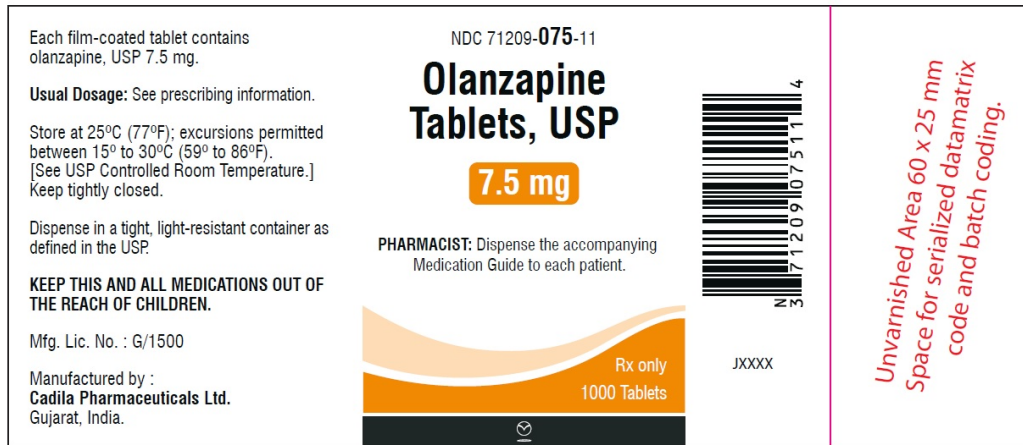 Each film-coated tablet contains
olanzapine, USP 7.5 mg.
Usual Dosage: See prescribing information.
Store at 25ºC (77ºF); excursions permitted
between 15º to 30ºC (59º to 86ºF).
[See USP Controlled Room Temperature.]
Keep tightly closed.
Dispense in a tight, light-resistant container as
defined in the USP.
KEEP THIS AND ALL MEDICATIONS OUT OF
THE REACH OF CHILDREN.
Mfg. Lic. No. : G/1500
Manufactured by :
Cadila Pharmaceuticals Ltd.
Gujarat, India.
NDC 71209-075-11
Olanzapine
Tablets, USP
7.5 mg
PHARMACIST: Dispense the accompanying
Medication Guide to each patient.
Rx only
1000 Tablets
N
3 71209 07511 4
JXXXX
Unvarnished Area 60 x 25 mm
Space for serialized datamatrix
code and batch coding.